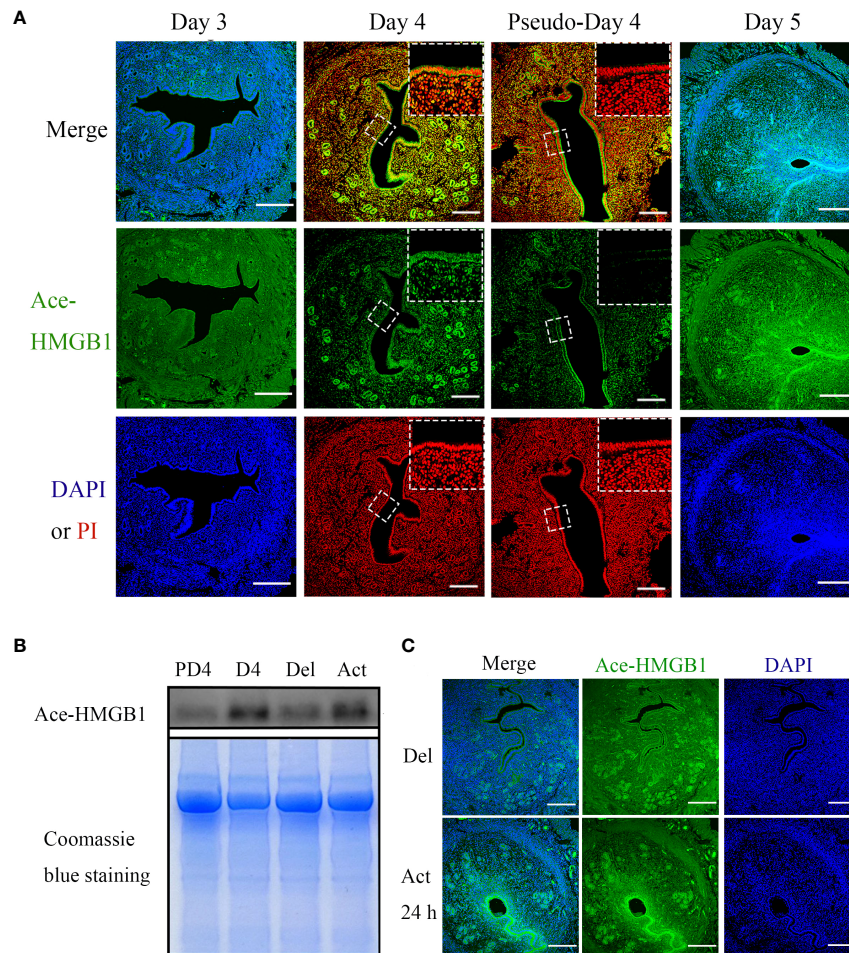 A
Day 3 Day 4 Pseudo-Day 4 Day 5
Merge
Ace-
HMGB1
DAPI
or PI
B
PD4 D4 Del Act
Ace-HMGB1
Coomassie
blue staining
C
Merge Ace-HMGB1 DAPI
Del
Act
24 h